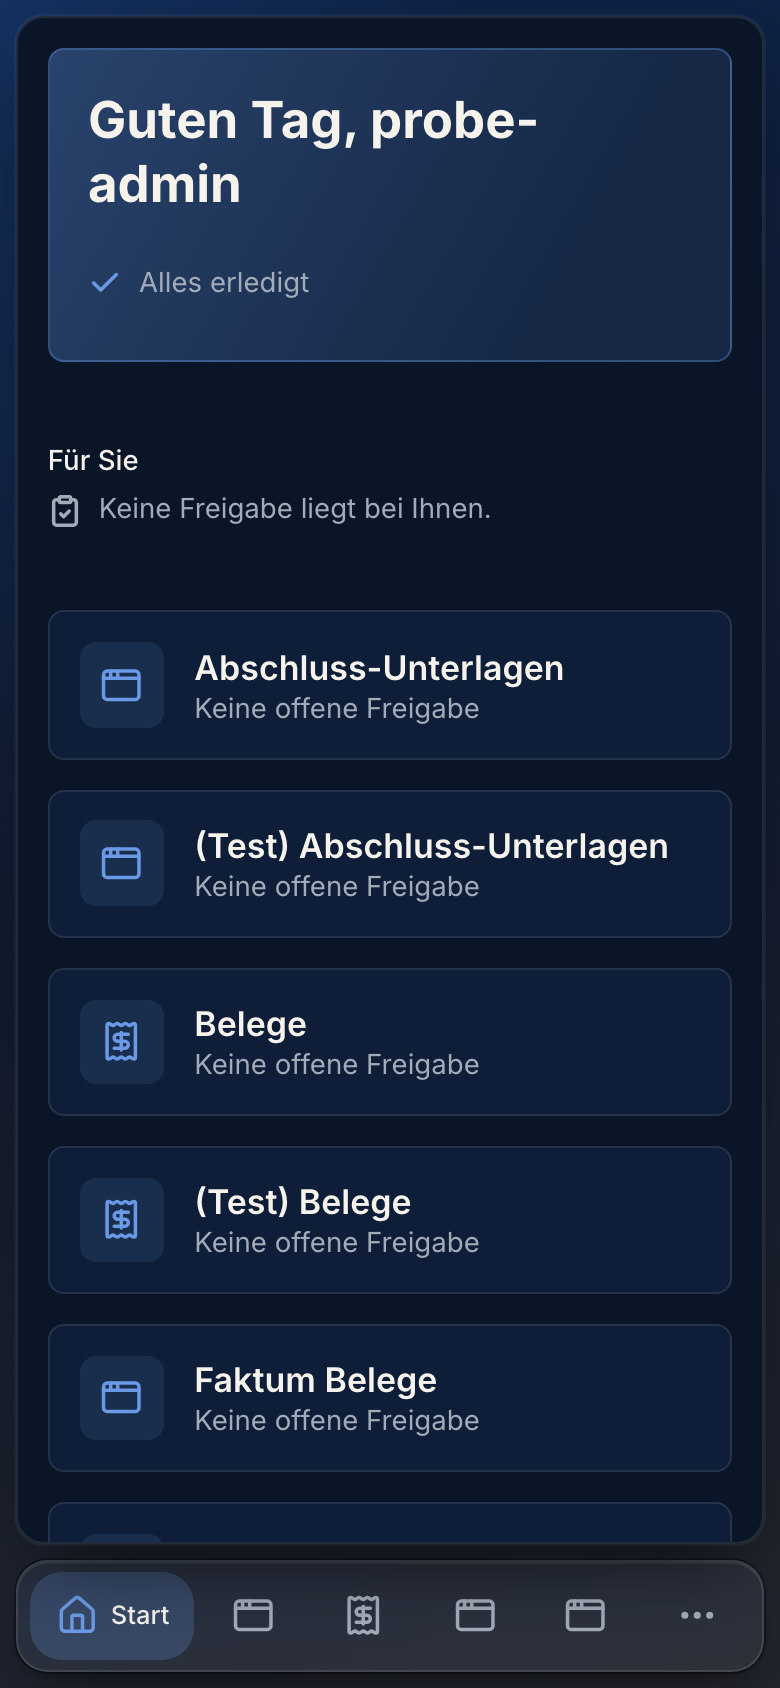 Guten Tag, probe-
admin
Alles erledigt
Für Sie
Keine Freigabe liegt bei Ihnen.
Abschluss-Unterlagen
Keine offene Freigabe
(Test) Abschluss-Unterlagen
Keine offene Freigabe
Belege
Keine offene Freigabe
(Test) Belege
Keine offene Freigabe
Faktum Belege
Keine offene Freigabe
Start